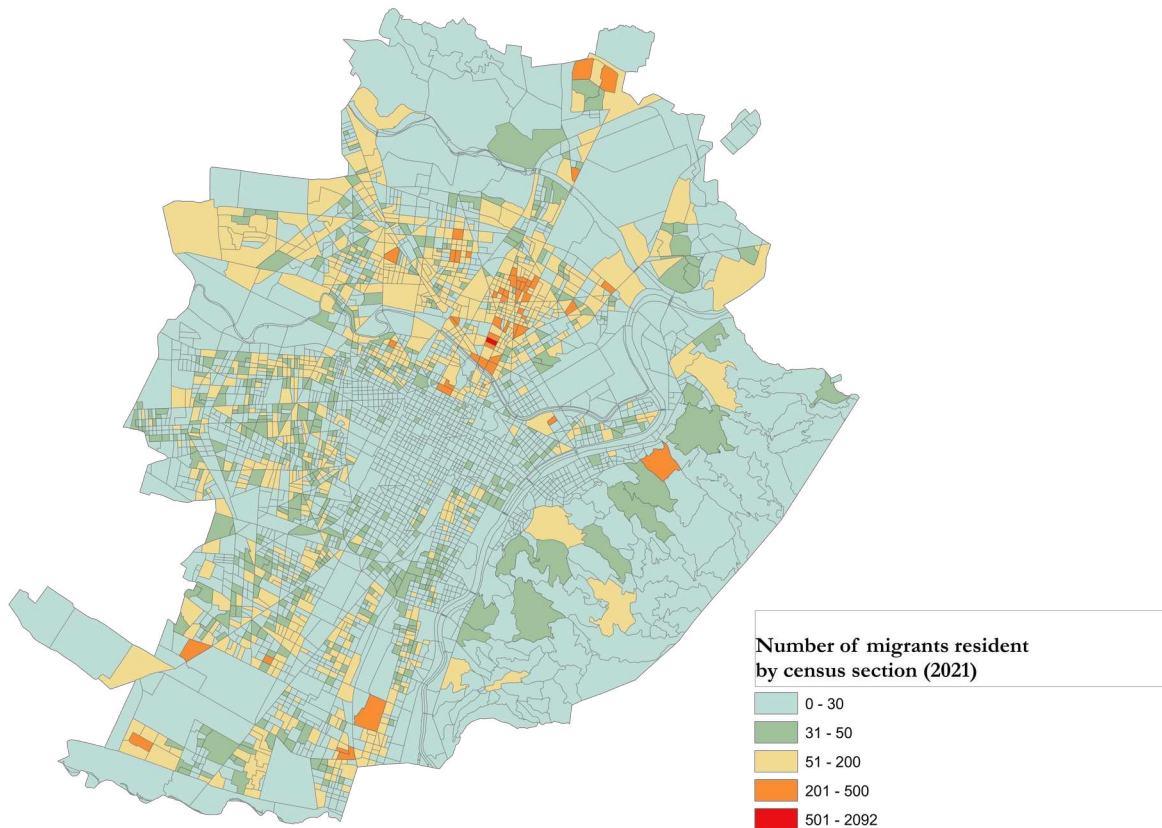 Number of migrants resident
by census section (2021)
0 - 30
31 - 50
51 - 200
201 - 500
501 - 2092